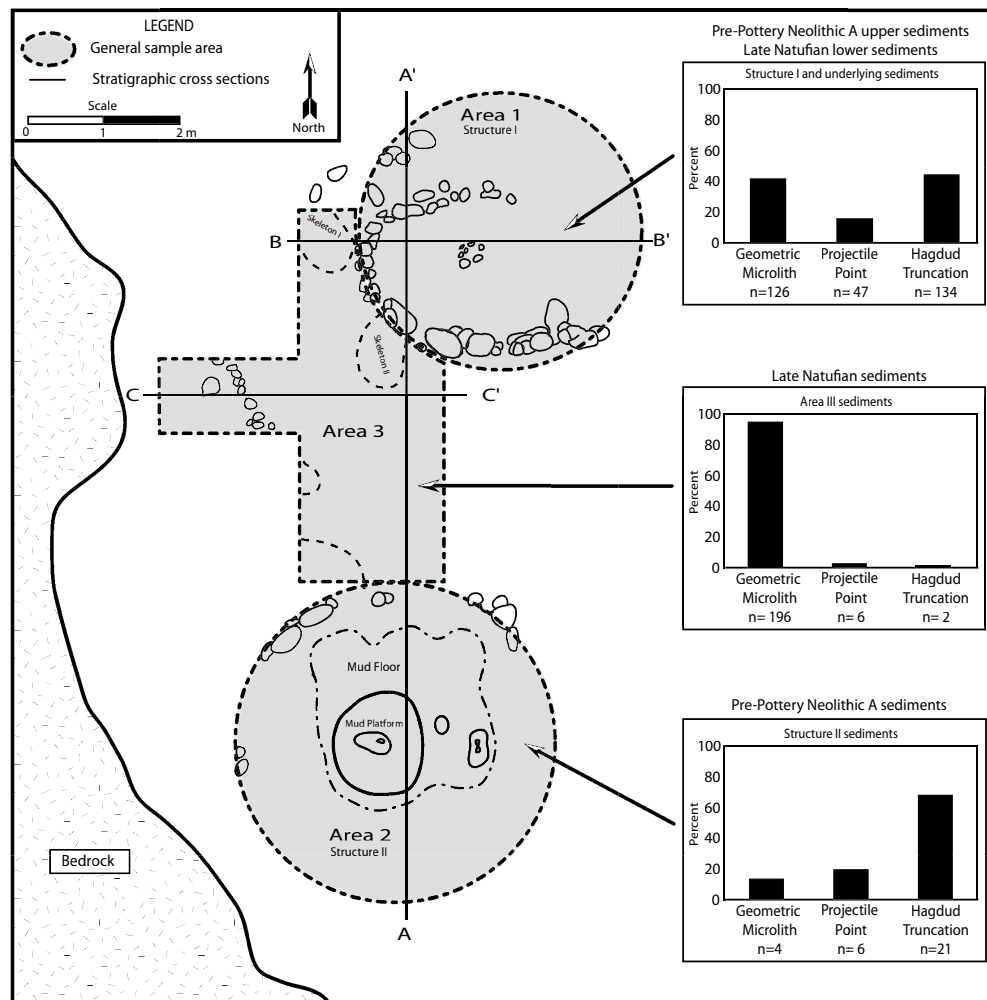 LEGEND
General sample area
Stratigraphic cross sections
Scale
0 1 2 m
North
A'
Area 1
Structure I
Skeleton I
B
B'
Skeleton II
C
C'
Area 3
Mud Floor
Mud Platform
Area 2
Structure II
Bedrock
A
Pre-Pottery Neolithic A upper sediments
Late Natufian lower sediments
Structure I and underlying sediments
Percent
100
80
60
40
20
0
Geometric Microlith n=126
Projectile Point n= 47
Hagdud Truncation n= 134
Late Natufian sediments
Area III sediments
Percent
100
80
60
40
20
0
Geometric Microlith n= 196
Projectile Point n= 6
Hagdud Truncation n= 2
Pre-Pottery Neolithic A sediments
Structure II sediments
Percent
100
80
60
40
20
0
Geometric Microlith n=4
Projectile Point n= 6
Hagdud Truncation n=21